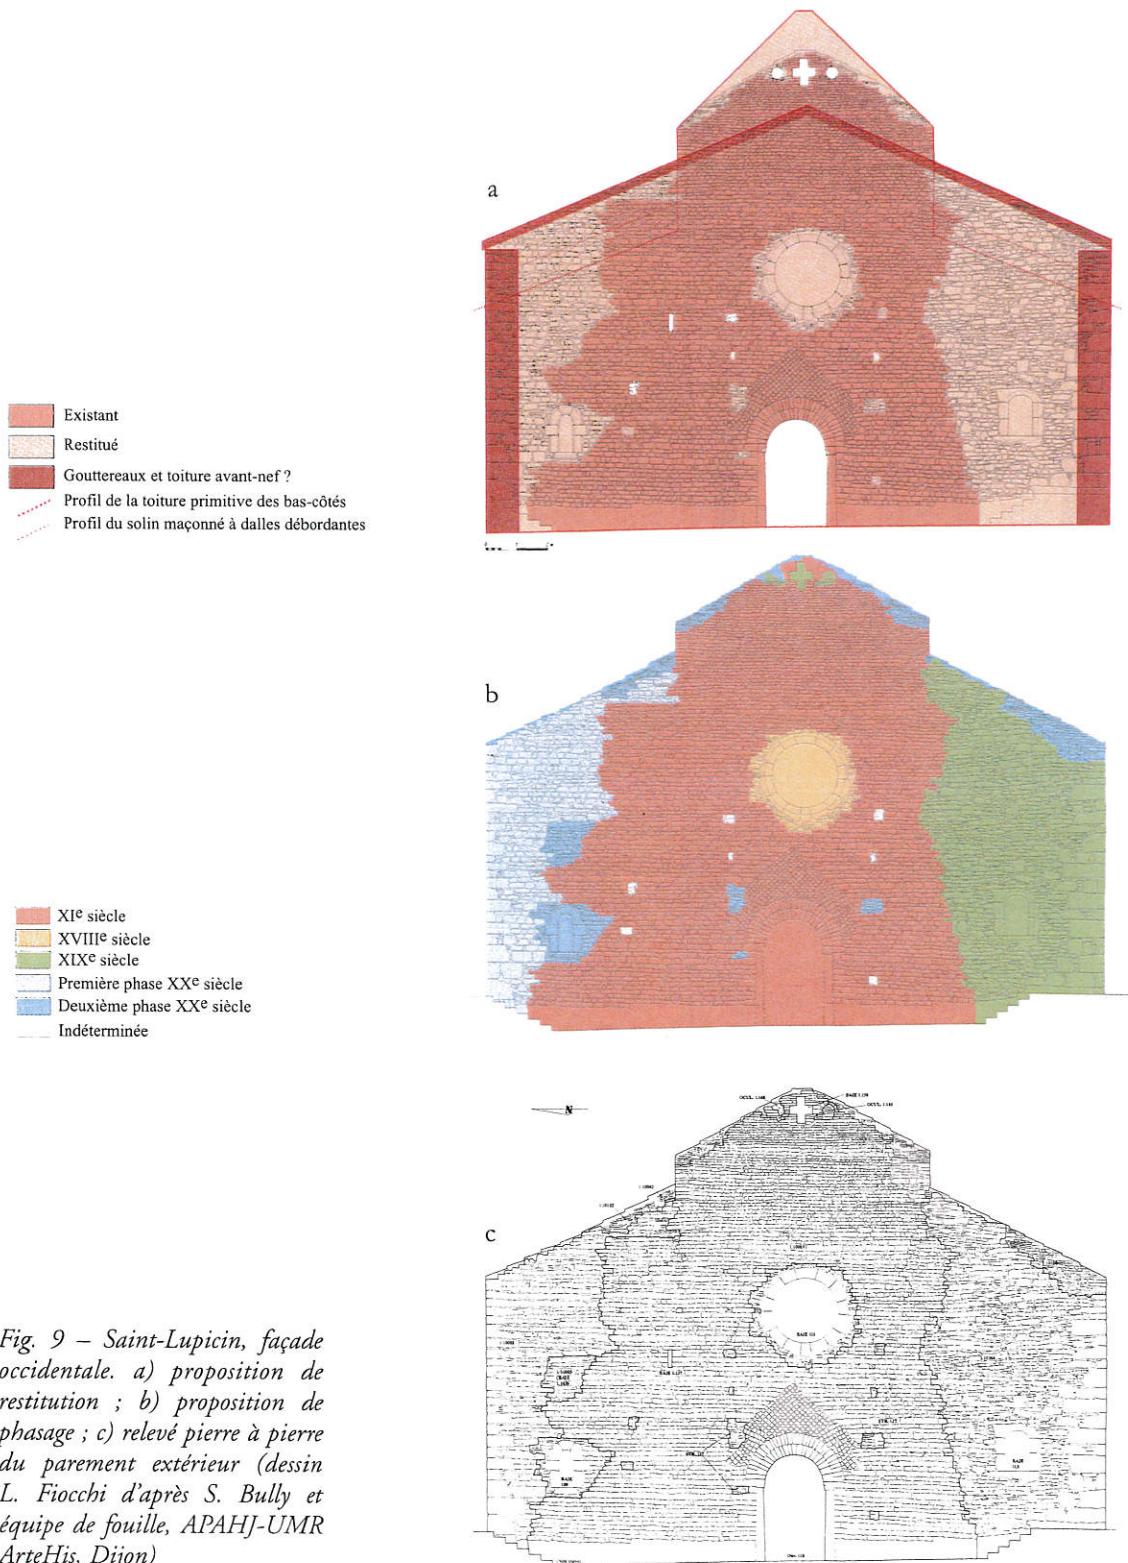 a
Existant
Restitué
Gouttereaux et toiture avant-nef ?
Profil de la toiture primitive des bas-côtés
Profil du solin maçonné à dalles débordantes
b
XIe siècle
XVIIIe siècle
XIXe siècle
Première phase XXe siècle
Deuxième phase XXe siècle
Indéterminée
N
c
Fig. 9 – Saint-Lupicin, façade
occidentale. a) proposition de
restitution ; b) proposition de
phasage ; c) relevé pierre à pierre
du parement extérieur (dessin
L. Fiocchi d'après S. Bully et
équipe de fouille, APAHJ-UMR
ArteHis, Dijon)